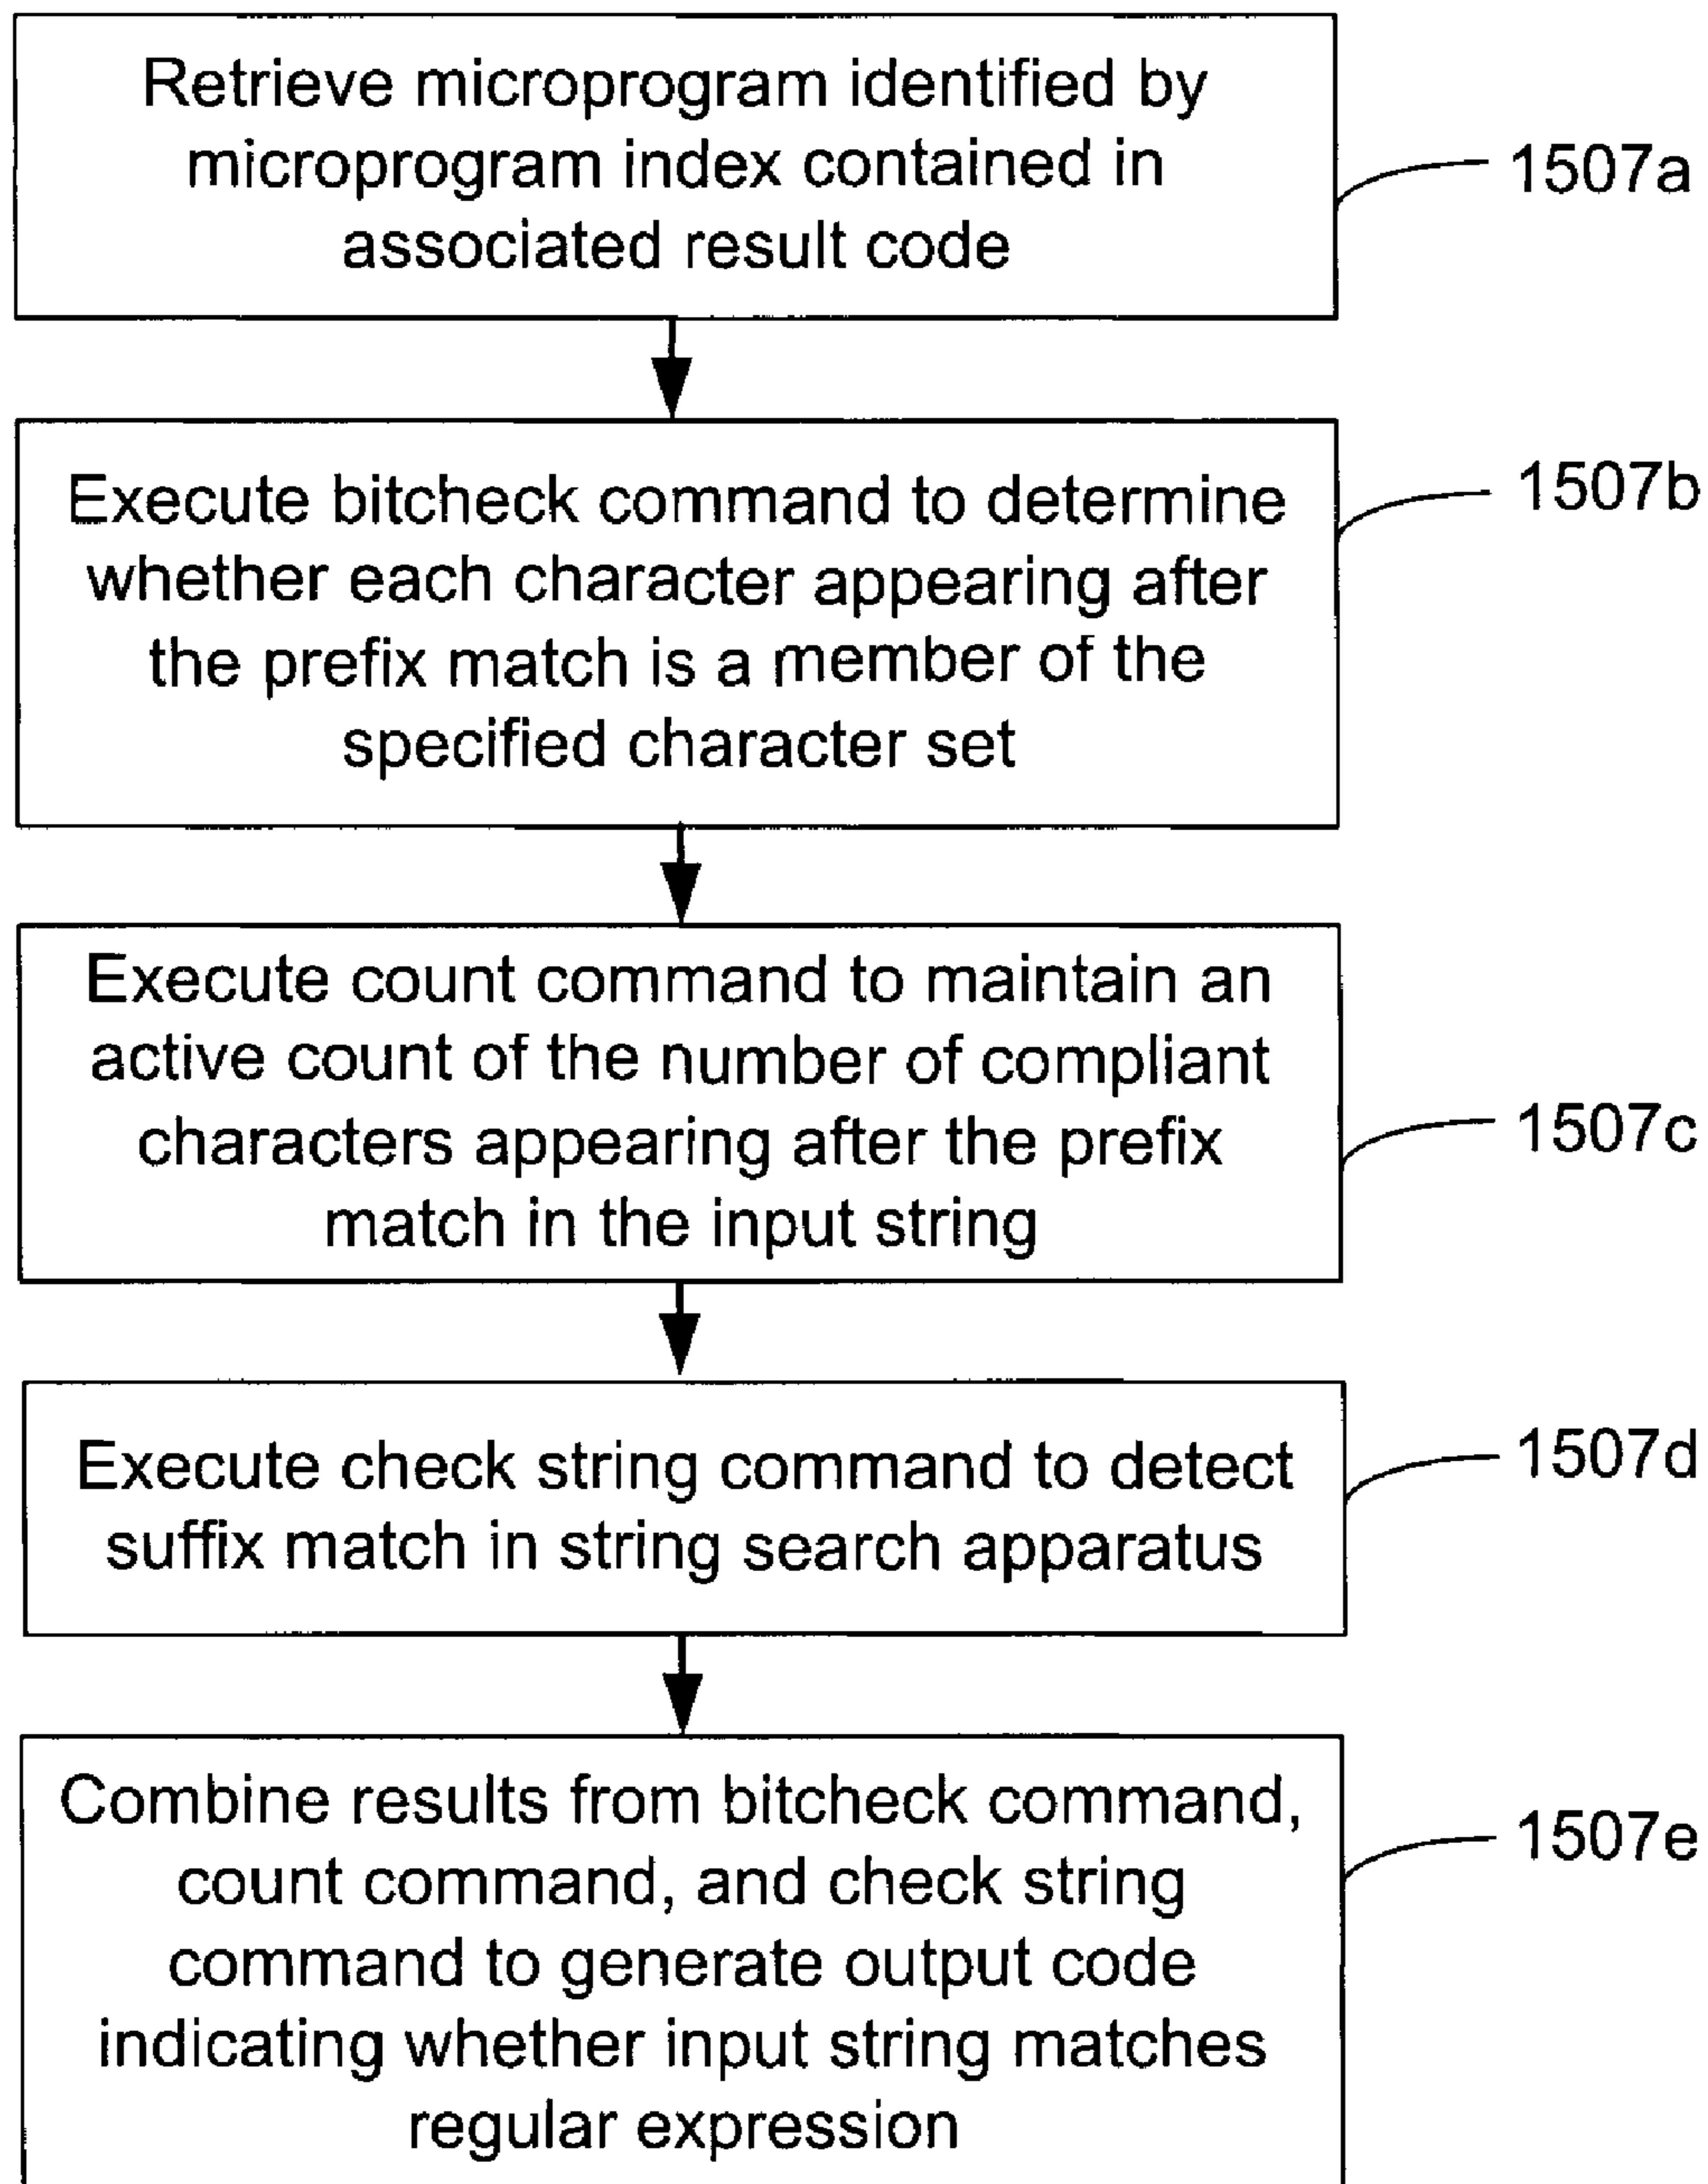 Retrieve microprogram identified by
microprogram index contained in
associated result code
1507a
Execute bitcheck command to determine
whether each character appearing after
the prefix match is a member of the
specified character set
1507b
Execute count command to maintain an
active count of the number of compliant
characters appearing after the prefix
match in the input string
1507c
Execute check string command to detect
suffix match in string search apparatus
1507d
Combine results from bitcheck command,
count command, and check string
command to generate output code
indicating whether input string matches
regular expression
1507e